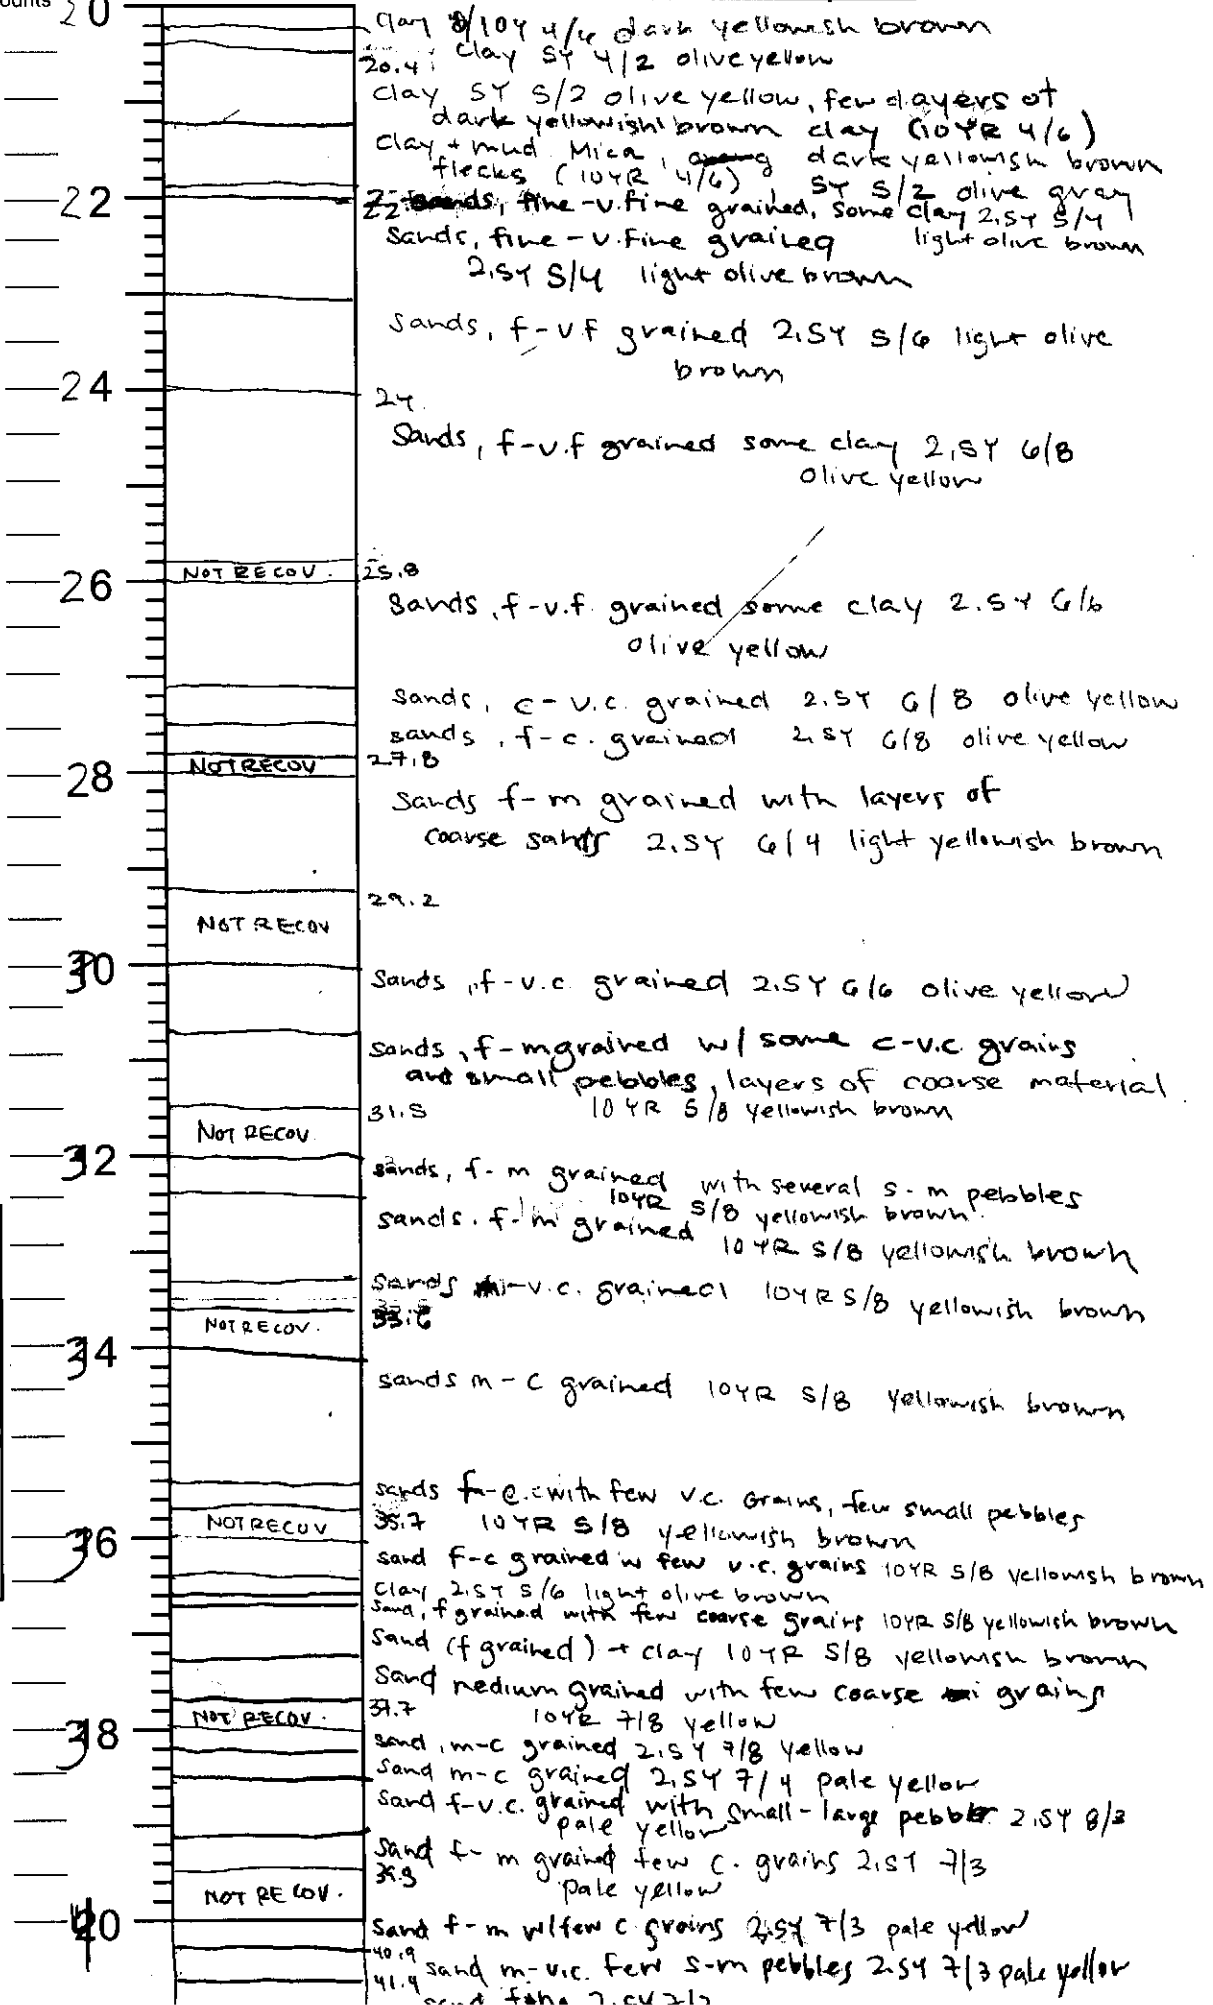 ounts
20
Clay 10Y 4/6 dark yellowish brown
20.4 clay 5Y 4/2 olive yellow
clay 5Y 5/2 olive yellow, few layers of
dark yellowish brown clay (10YR 4/6)
clay + mud Mica, dark yellowish brown
flecks (10YR 4/6), 5Y 5/2 olive gray
22
22 sands, fine-v.fine grained, some clay 2.5Y 5/4
light olive brown
Sands, fine-v.fine grained
2.5Y 5/4 light olive brown
Sands, f-vf grained 2.5Y 5/6 light olive
brown
24
24
Sands, f-v.f grained some clay 2.5Y 6/8
olive yellow
NOT RECOV. 25.8
26
Sands, f-v.f. grained some clay 2.5Y 6/6
olive yellow
Sands, c-v.c. grained 2.5Y 6/8 olive yellow
sands, f-c. grained 2.5Y 6/8 olive yellow
NOT RECOV 27.8
28
Sands f-m grained with layers of
coarse sands 2.5Y 6/4 light yellowish brown
29.2
NOT RECOV
30
Sands, f-v.c. grained 2.5Y 6/6 olive yellow
sands, f-m grained w/ some c-v.c. grains
and small pebbles, layers of coarse material
31.5 10YR 5/8 yellowish brown
NOT RECOV.
32
sands, f-m grained with several s-m pebbles
10YR 5/8 yellowish brown.
sands. f-m grained
10YR 5/8 yellowish brown
Sands m-v.c. grained 10YR 5/8 yellowish brown
33.6
NOT RECOV.
34
sands m-c grained 10YR 5/8 yellowish brown
sands f-c. with few v.c. Grains, few small pebbles
NOT RECOV 35.7 10YR 5/8 yellowish brown
36
sand f-c grained w few v.c. grains 10YR 5/8 yellowish brown
Clay 2.5Y 5/6 light olive brown
Sand, f grained with few coarse grains 10YR 5/8 yellowish brown
Sand (f grained) + clay 10YR 5/8 yellowish brown
Sand medium grained with few coarse grains
37.7 10YR 7/8 yellow
NOT RECOV.
38
sand, m-c grained 2.5Y 7/8 yellow
Sand m-c grained 2.5Y 7/4 pale yellow
Sand f-v.c. grained with small-large pebbles 2.5Y 8/3
pale yellow
Sand f-m grained few c. grains 2.5Y 7/3
39.3 pale yellow
NOT RECOV.
40
Sand f-m w/few c grains 2.5Y 7/3 pale yellow
40.9 sand m-v.c. few s-m pebbles 2.5Y 7/3 pale yellow
41.4